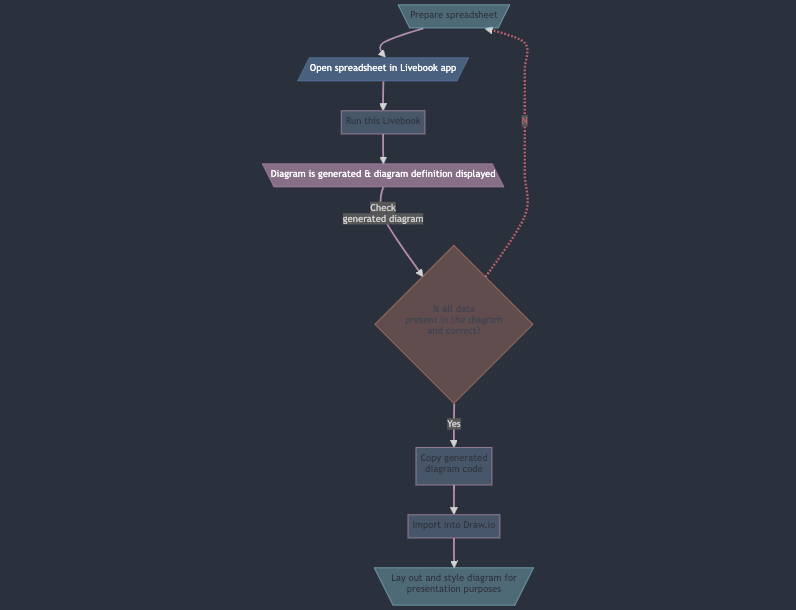 Prepare spreadsheet
Open spreadsheet in Livebook app
N
Run this Livebook
Diagram is generated & diagram definition displayed
Check
generated diagram
Is all data
present in the diagram
and correct?
Yes
Copy generated
diagram code
Import into Draw.io
Lay out and style diagram for
presentation purposes